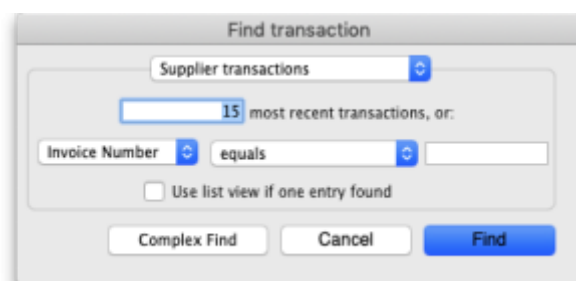 Find transaction
Supplier transactions
15 most recent transactions, or:
Invoice Number equals
Use list view if one entry found
Complex Find Cancel Find